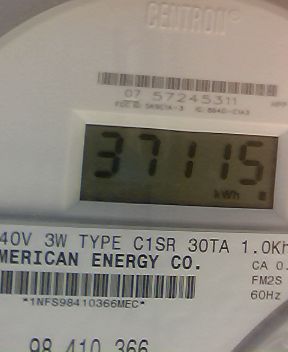 CENTRON®
07 57245311
37115
kWh
40V 3W TYPE C1SR 30TA 1.0Kh
MERICAN ENERGY CO.
CA 0.
FM2S
*1NFS98410366MEC*
60Hz
98 410 366